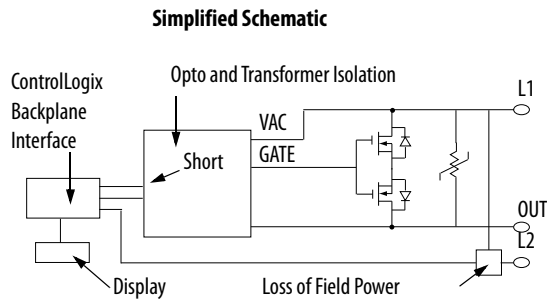 Simplified Schematic
ControlLogix
Backplane
Interface
Opto and Transformer Isolation
L1
VAC
GATE
Short
OUT
L2
Display
Loss of Field Power